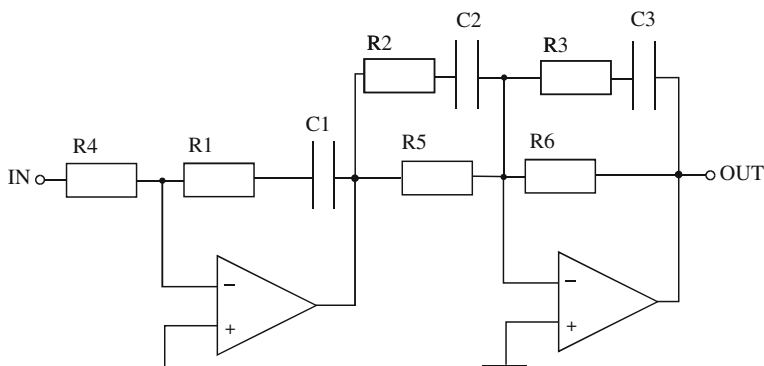 C2
C3
R2
R3
C1
R4
R1
R5
R6
IN
OUT
−
+
−
+